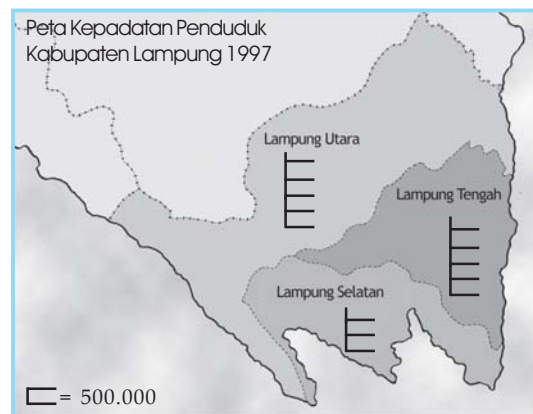 Peta Kepadatan Penduduk
Kabupaten Lampung 1997
Lampung Utara
Lampung Tengah
Lampung Selatan
= 500.000